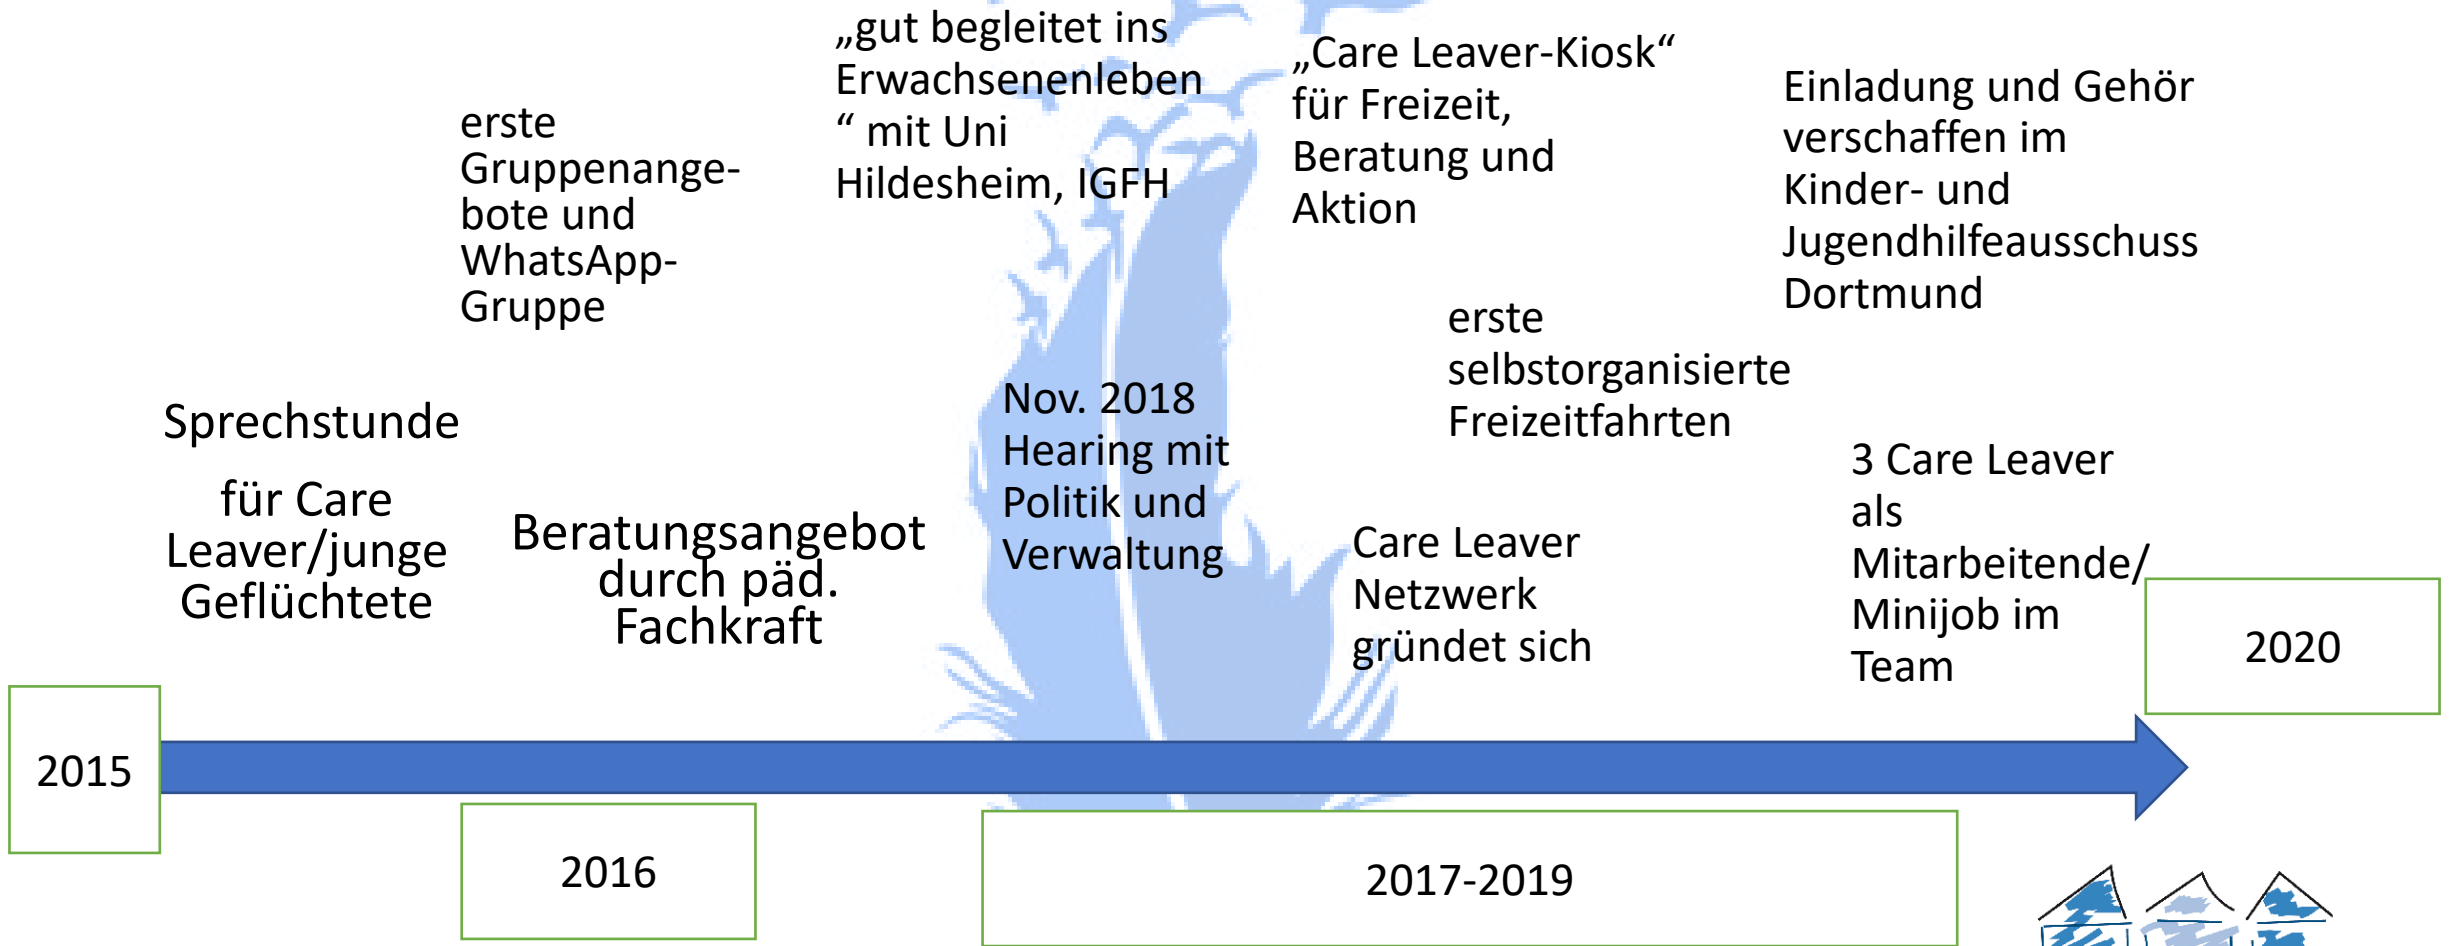 „gut begleitet ins
Erwachsenenleben
“ mit Uni
Hildesheim, IGFH
„Care Leaver-Kiosk“
für Freizeit,
Beratung und
Aktion
Einladung und Gehör
verschaffen im
Kinder- und
Jugendhilfeausschuss
Dortmund
erste
Gruppenange-
bote und
WhatsApp-
Gruppe
erste
selbstorganisierte
Freizeitfahrten
Sprechstunde
für Care
Leaver/junge
Geflüchtete
Beratungsangebot
durch päd.
Fachkraft
Nov. 2018
Hearing mit
Politik und
Verwaltung
Care Leaver
Netzwerk
gründet sich
3 Care Leaver
als
Mitarbeitende/
Minijob im
Team
2020
2015
2016
2017-2019